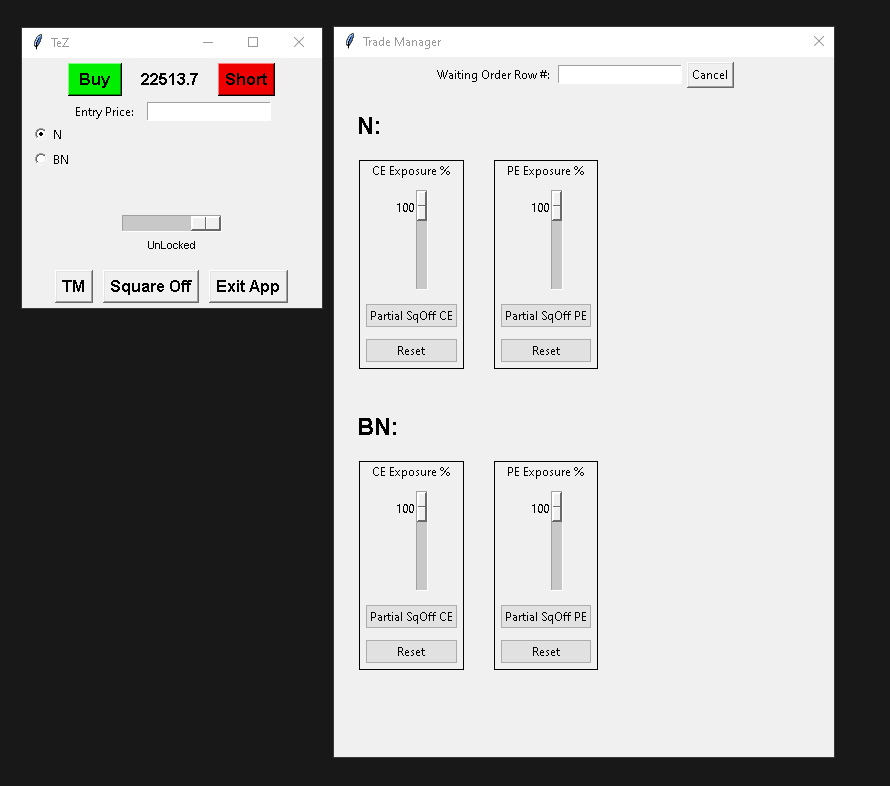 TeZ
Buy 22513.7 Short
Entry Price:
N
BN
UnLocked
TM Square Off Exit App
Trade Manager
Waiting Order Row #: Cancel
N:
CE Exposure % PE Exposure %
100 100
Partial SqOff CE Partial SqOff PE
Reset Reset
BN:
CE Exposure % PE Exposure %
100 100
Partial SqOff CE Partial SqOff PE
Reset Reset